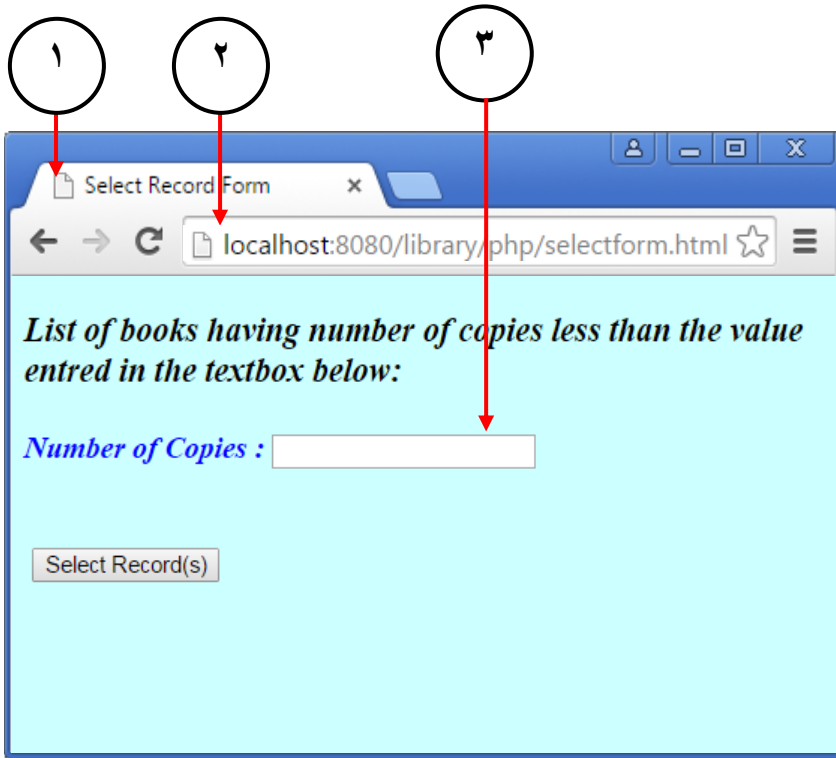 ١ ٢ ٣
Select Record Form
localhost:8080/library/php/selectform.html
List of books having number of copies less than the value
entred in the textbox below:
Number of Copies :
Select Record(s)